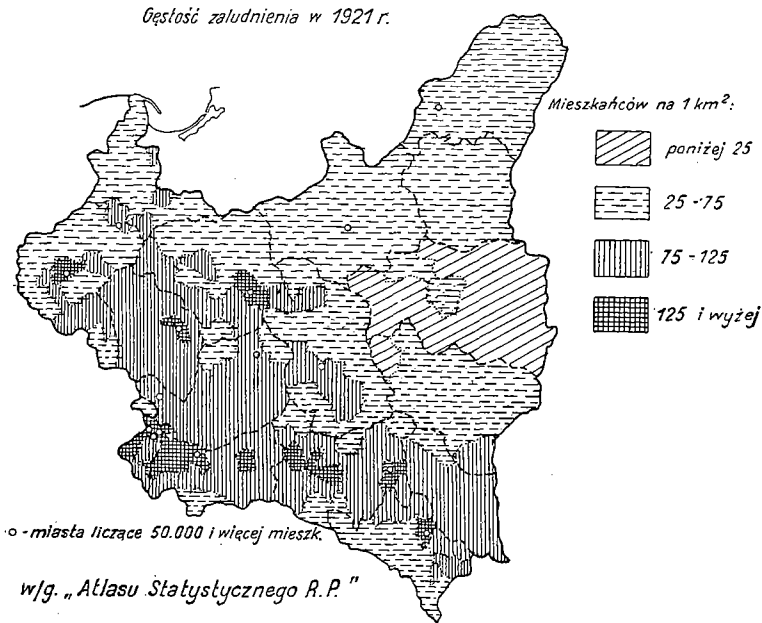 Gęstość zaludnienia w 1921 r.
Mieszkańców na 1 km²:
poniżej 25
25 - 75
75 - 125
125 i wyżej
o - miasta liczące 50.000 i więcej mieszk.
w/g. „Atlasu Statystycznego R.P."